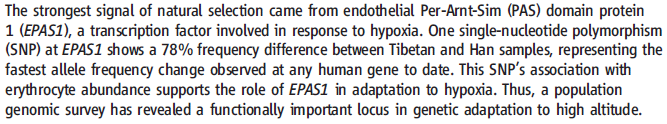 The strongest signal of natural selection came from endothelial Per-Arnt-Sim (PAS) domain protein
1 (EPAS1), a transcription factor involved in response to hypoxia. One single-nucleotide polymorphism
(SNP) at EPAS1 shows a 78% frequency difference between Tibetan and Han samples, representing the
fastest allele frequency change observed at any human gene to date. This SNP's association with
erythrocyte abundance supports the role of EPAS1 in adaptation to hypoxia. Thus, a population
genomic survey has revealed a functionally important locus in genetic adaptation to high altitude.